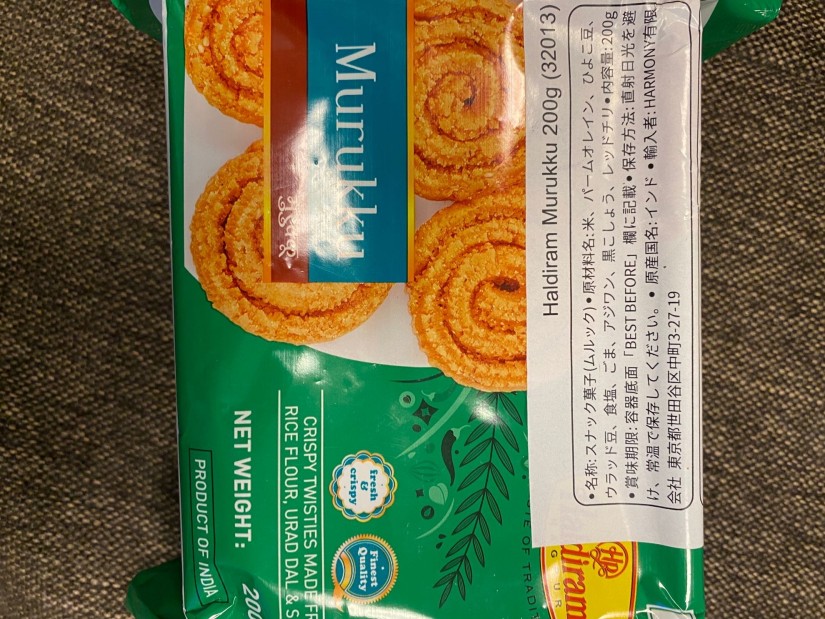 Murukku
मुरुक्कू
CRISPY TWISTIES MADE FR
RICE FLOUR, URAD DAL & S
NET WEIGHT: 200
PRODUCT OF INDIA
fresh
&
crispy
Finest
Quality
E OF TRADI
diram
G U R
Haldiram Murukku 200g (32013)
•名称:スナック菓子(ムルック)•原材料名:米、パームオレイン、ひよこ豆、
ウラッド豆、食塩、ごま、アジワン、黒こしょう、レッドチリ•内容量:200g
•賞味期限:容器底面「BEST BEFORE」欄に記載•保存方法:直射日光を避
け、常温で保存してください。•原産国名:インド•輸入者:HARMONY有限
会社 東京都世田谷区中町3-27-19